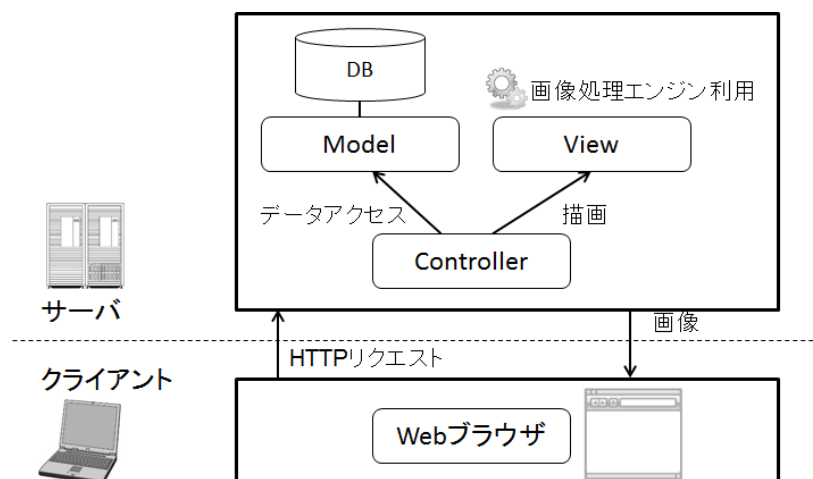 DB
画像処理エンジン利用
Model
View
データアクセス
描画
Controller
サーバ
画像
HTTPリクエスト
クライアント
Webブラウザ